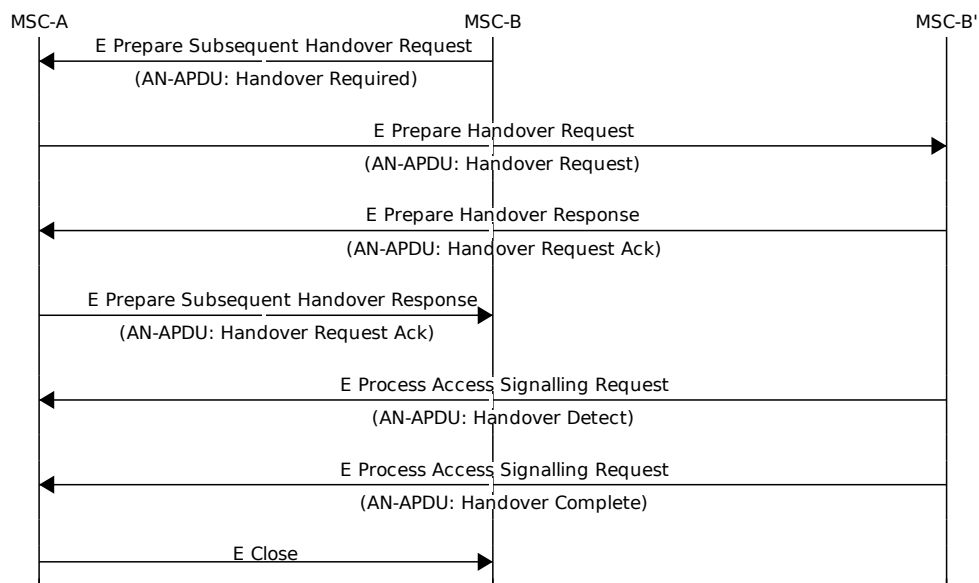 MSC-A MSC-B MSC-B'
E Prepare Subsequent Handover Request
(AN-APDU: Handover Required)
E Prepare Handover Request
(AN-APDU: Handover Request)
E Prepare Handover Response
(AN-APDU: Handover Request Ack)
E Prepare Subsequent Handover Response
(AN-APDU: Handover Request Ack)
E Process Access Signalling Request
(AN-APDU: Handover Detect)
E Process Access Signalling Request
(AN-APDU: Handover Complete)
E Close